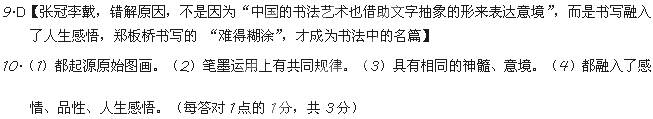 9·D【张冠李戴，错解原因，不是因为“中国的书法艺术也借助文字抽象的形来表达意境”，而是书写融入
了人生感悟，郑板桥书写的 “难得糊涂”，才成为书法中的名篇】
10·（1）都起源原始图画。（2）笔墨运用上有共同规律。（3）具有相同的神髓、意境。（4）都融入了感
情、品性、人生感悟。（每答对1点的1分，共 3分）